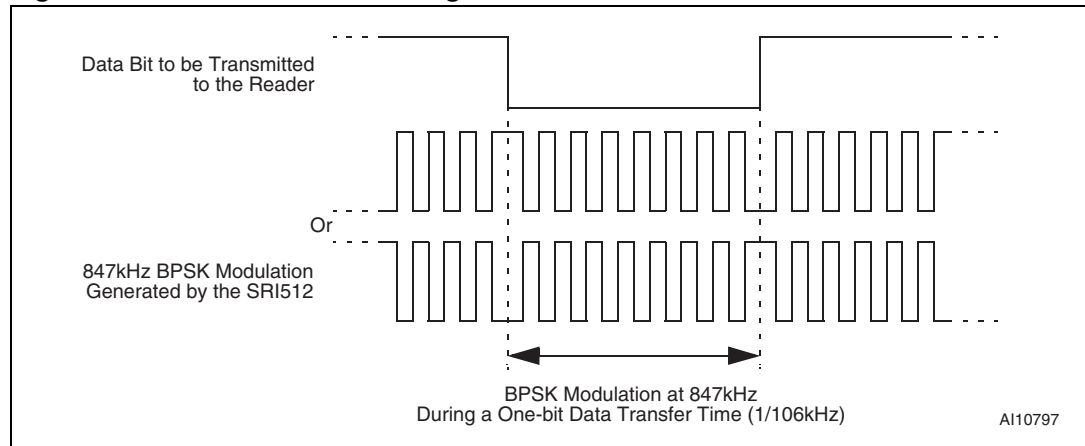 Data Bit to be Transmitted
to the Reader
Or
847kHz BPSK Modulation
Generated by the SRI512
BPSK Modulation at 847kHz
During a One-bit Data Transfer Time (1/106kHz)
AI10797